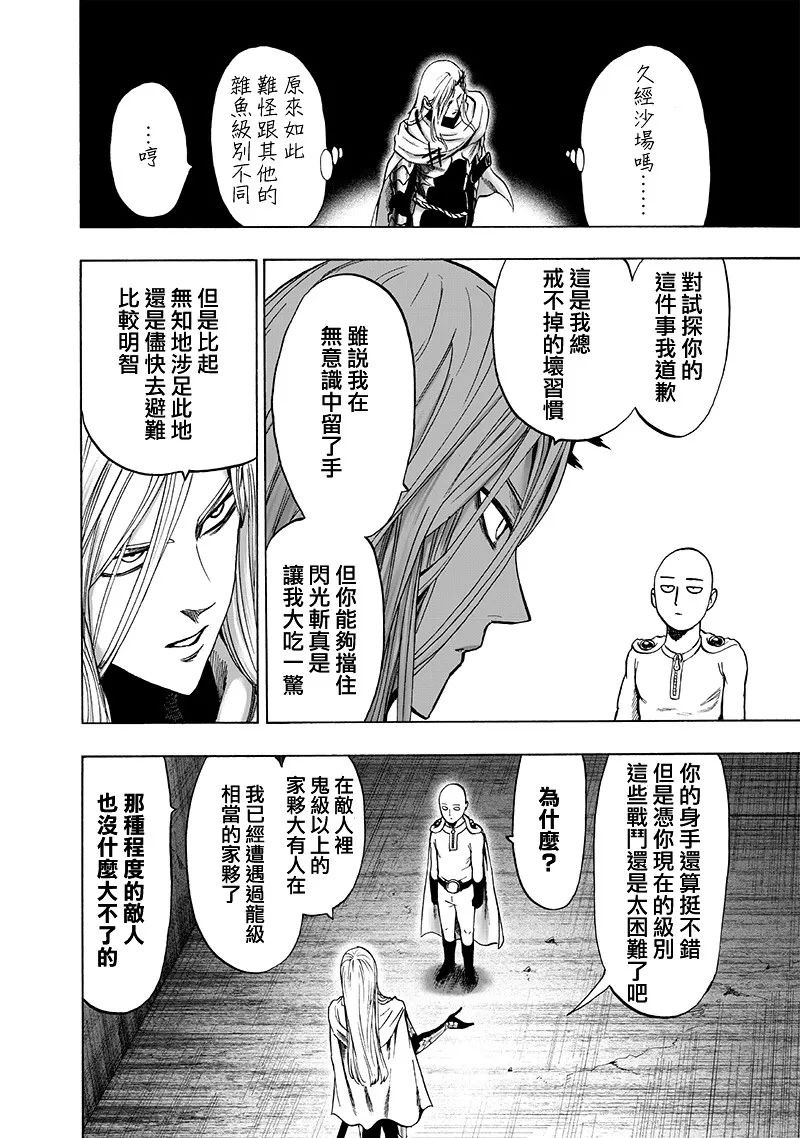 久經沙場嗎……
原來如此
難怪跟其他的
雜魚級別不同
…哼
對試探你的
這件事我道歉
這是我總
戒不掉的壞習慣
雖說我在
無意識中留了手
但你能夠擋住
閃光斬真是
讓我大吃一驚
但是比起
無知地涉足此地
還是儘快去避難
比較明智
你的身手還算挺不錯
但是憑你現在的級別
這些戰鬥還是太困難了吧
為什麼?
在敵人裡
鬼級以上的
家夥大有人在
我已經遭遇過龍級
相當的家夥了
那種程度的敵人
也沒什麼大不了的